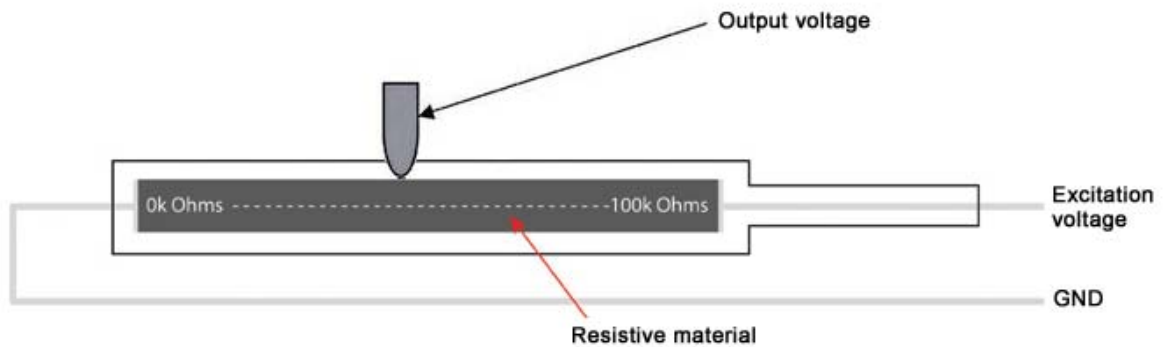 Output voltage
0k Ohms
100k Ohms
Excitation
voltage
GND
Resistive material